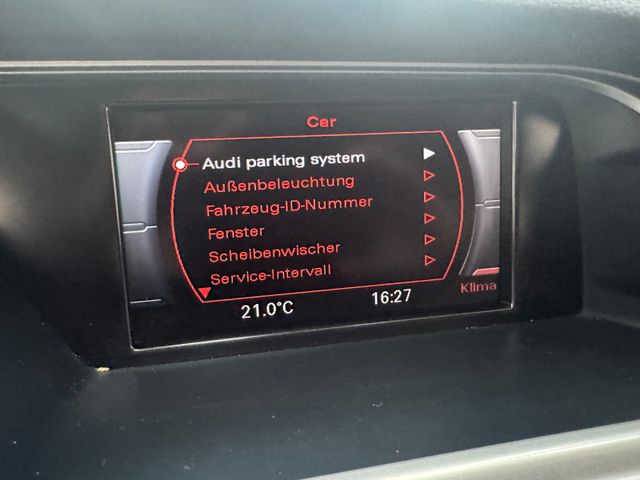 Car
Audi parking system
Außenbeleuchtung
Fahrzeug-ID-Nummer
Fenster
Scheibenwischer
Service-Intervall
Klima
21.0°C 16:27